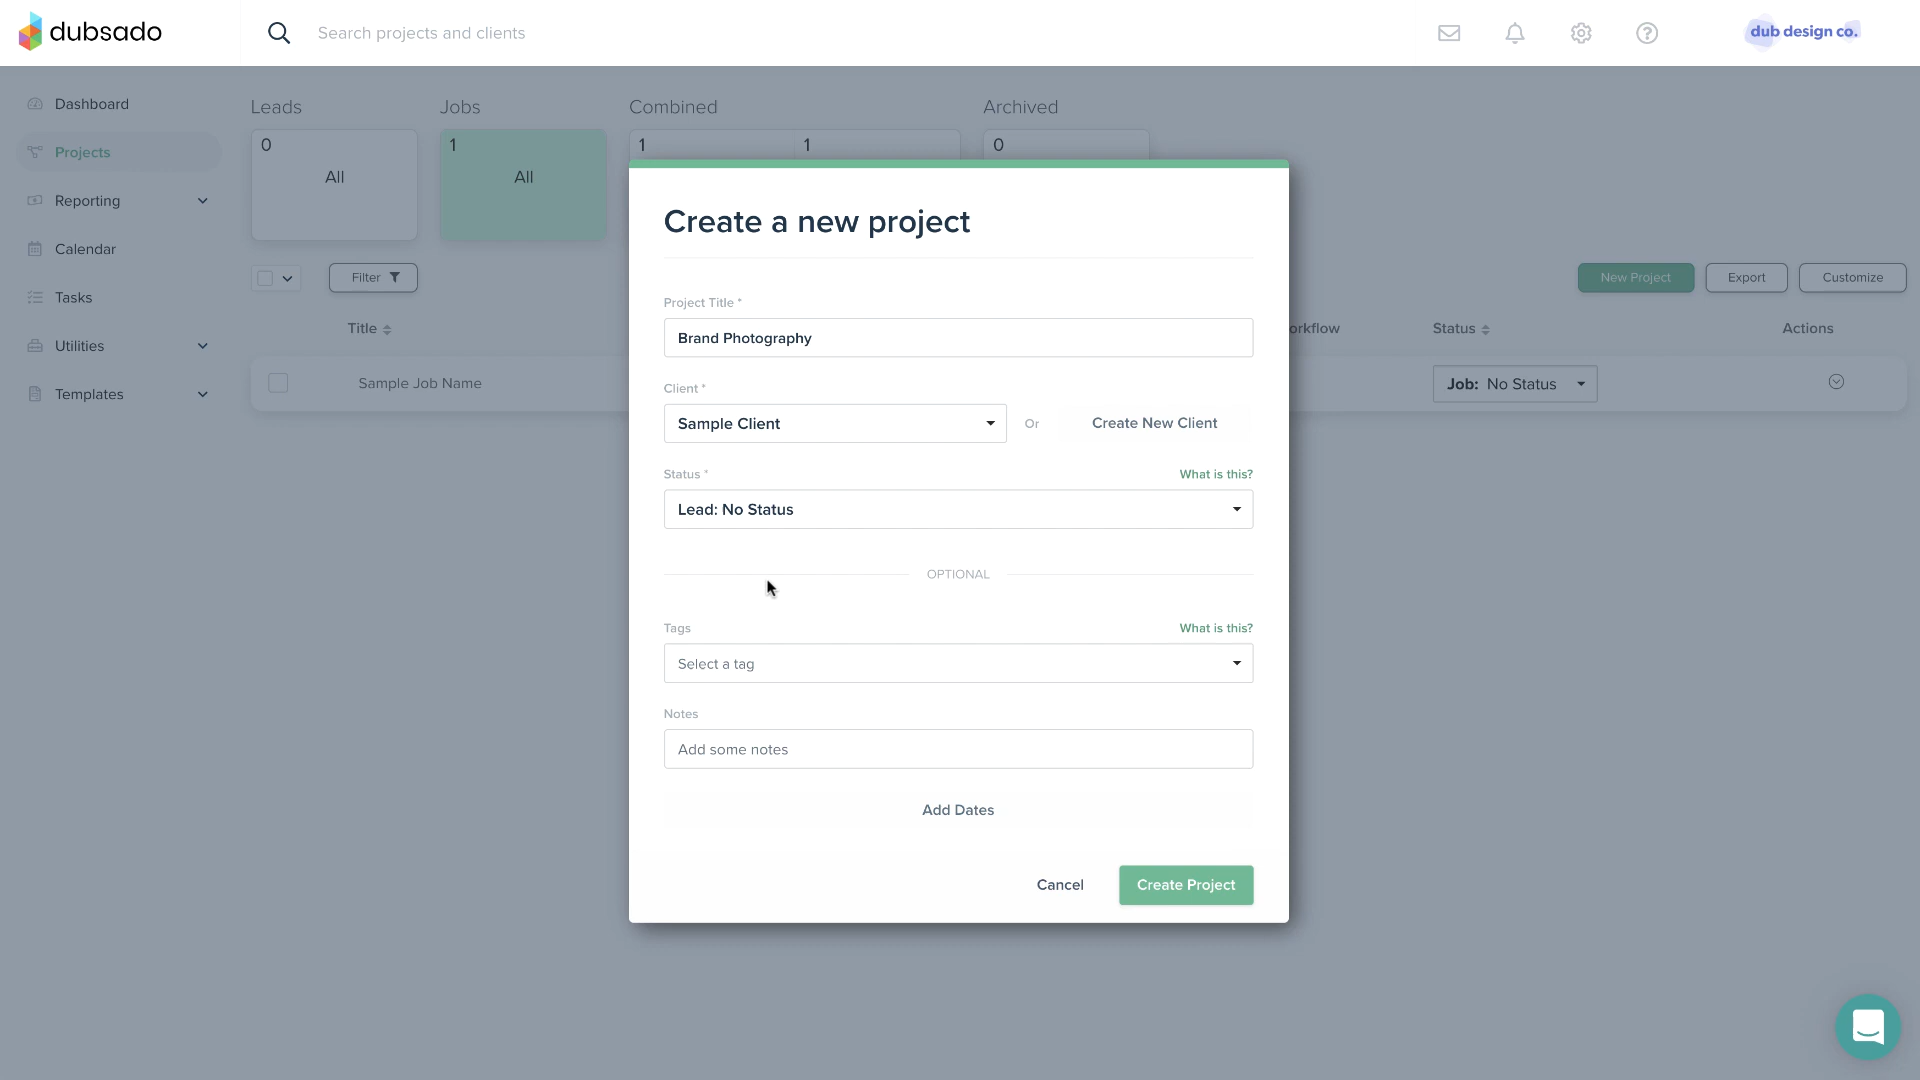 dubsado
Search projects and clients
dub design co.
Dashboard
Projects
Reporting
Calendar
Tasks
Utilities
Templates
Leads
Jobs
Combined
Archived
0
1
1
1
0
All
All
Filter
New Project
Export
Customize
Title
orkflow
Status
Actions
Sample Job Name
Job: No Status
Create a new project
Project Title *
Brand Photography
Client *
Sample Client
Or
Create New Client
Status *
What is this?
Lead: No Status
OPTIONAL
Tags
What is this?
Select a tag
Notes
Add some notes
Add Dates
Cancel
Create Project